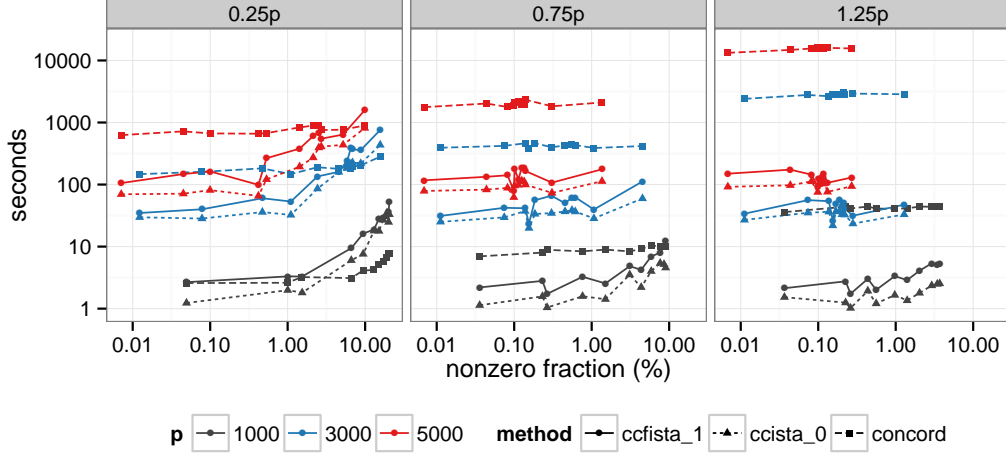 0.25p 0.75p 1.25p
10000
1000
100
10
1
seconds
0.01 0.10 1.00 10.00 0.01 0.10 1.00 10.00 0.01 0.10 1.00 10.00
nonzero fraction (%)
p 1000 3000 5000 method ccfista_1 ccista_0 concord